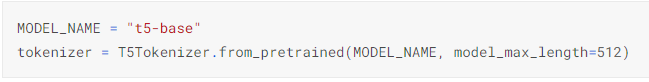 MODEL_NAME = "t5-base"
tokenizer = T5Tokenizer.from_pretrained(MODEL_NAME, model_max_length=512)